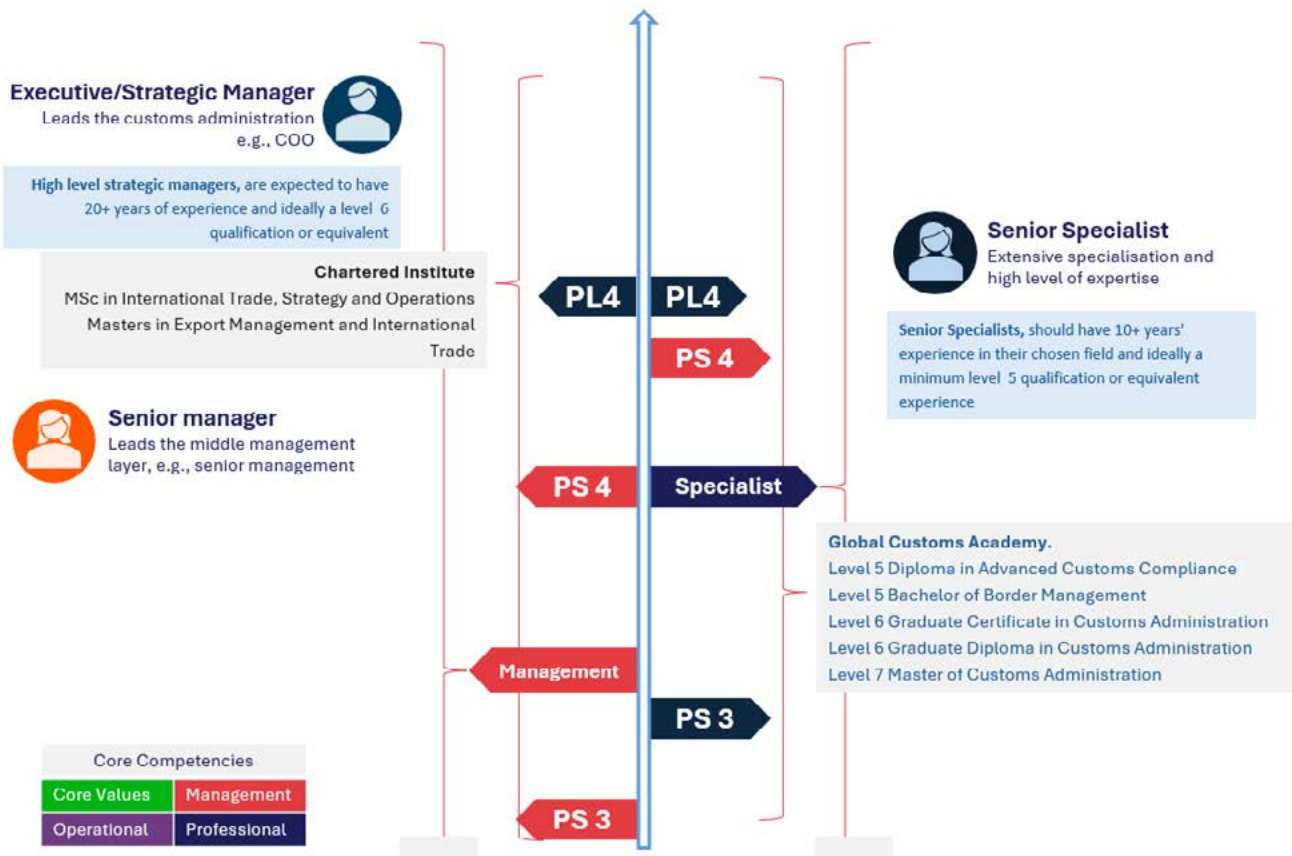 Executive/Strategic Manager
Leads the customs administration
e.g., COO
High level strategic managers, are expected to have
20+ years of experience and ideally a level 6
qualification or equivalent
Chartered Institute
MSc in International Trade, Strategy and Operations
Masters in Export Management and International
Trade
Senior manager
Leads the middle management
layer, e.g., senior management
PL4
PL4
PS 4
PS 4
Specialist
Management
PS 3
PS 3
Senior Specialist
Extensive specialisation and
high level of expertise
Senior Specialists, should have 10+ years'
experience in their chosen field and ideally a
minimum level 5 qualification or equivalent
experience
Global Customs Academy.
Level 5 Diploma in Advanced Customs Compliance
Level 5 Bachelor of Border Management
Level 6 Graduate Certificate in Customs Administration
Level 6 Graduate Diploma in Customs Administration
Level 7 Master of Customs Administration
Core Competencies
Core Values
Management
Operational
Professional